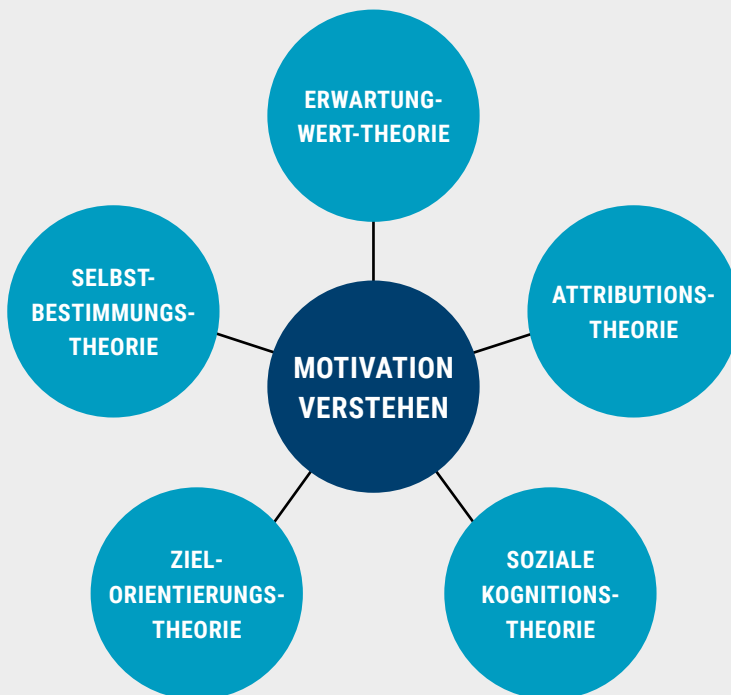 ERWARTUNG-
WERT-THEORIE
SELBST-
BESTIMMUNGS-
THEORIE
ATTRIBUTIONS-
THEORIE
MOTIVATION
VERSTEHEN
ZIEL-
ORIENTIERUNGS-
THEORIE
SOZIALE
KOGNITIONS-
THEORIE